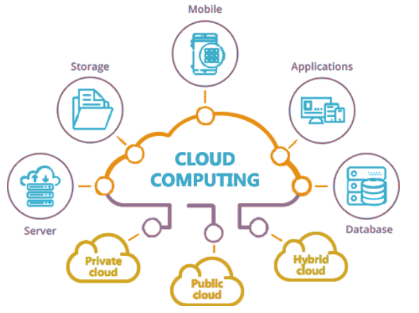 Mobile
Storage
Applications
CLOUD
COMPUTING
Server
Database
Private
cloud
Public
cloud
Hybrid
cloud